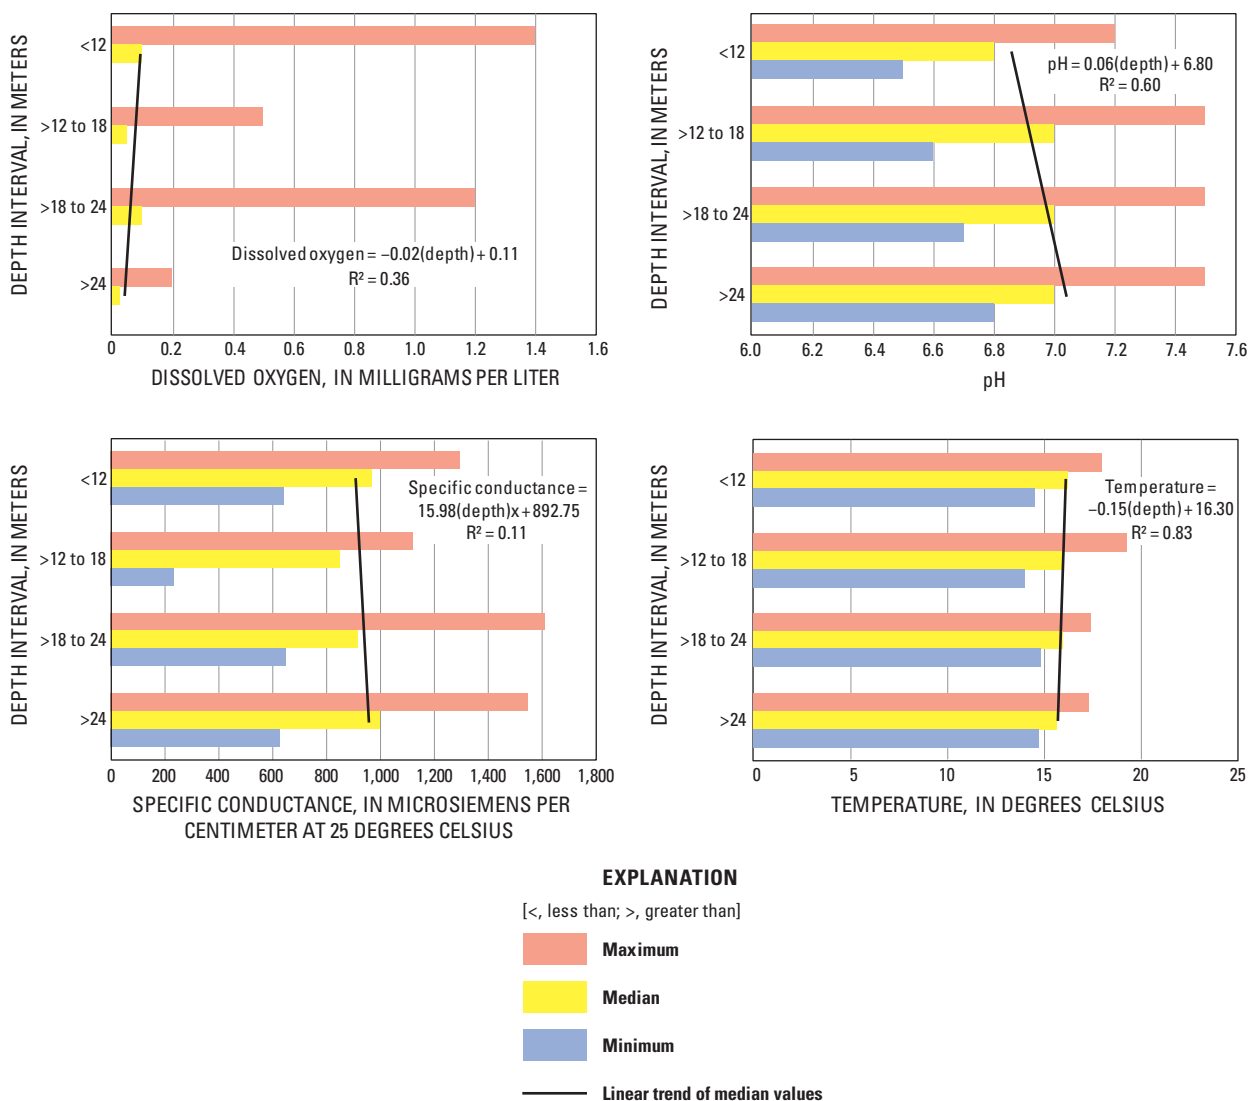 DEPTH INTERVAL, IN METERS
<12
>12 to 18
>18 to 24
>24
Dissolved oxygen = −0.02(depth) + 0.11
R² = 0.36
0 0.2 0.4 0.6 0.8 1.0 1.2 1.4 1.6
DISSOLVED OXYGEN, IN MILLIGRAMS PER LITER
DEPTH INTERVAL, IN METERS
<12
>12 to 18
>18 to 24
>24
pH = 0.06(depth) + 6.80
R² = 0.60
6.0 6.2 6.4 6.6 6.8 7.0 7.2 7.4 7.6
pH
DEPTH INTERVAL, IN METERS
<12
>12 to 18
>18 to 24
>24
Specific conductance =
15.98(depth)x + 892.75
R² = 0.11
0 200 400 600 800 1,000 1,200 1,400 1,600 1,800
SPECIFIC CONDUCTANCE, IN MICROSIEMENS PER
CENTIMETER AT 25 DEGREES CELSIUS
DEPTH INTERVAL, IN METERS
<12
>12 to 18
>18 to 24
>24
Temperature =
−0.15(depth) + 16.30
R² = 0.83
0 5 10 15 20 25
TEMPERATURE, IN DEGREES CELSIUS
EXPLANATION
[<, less than; >, greater than]
Maximum
Median
Minimum
Linear trend of median values